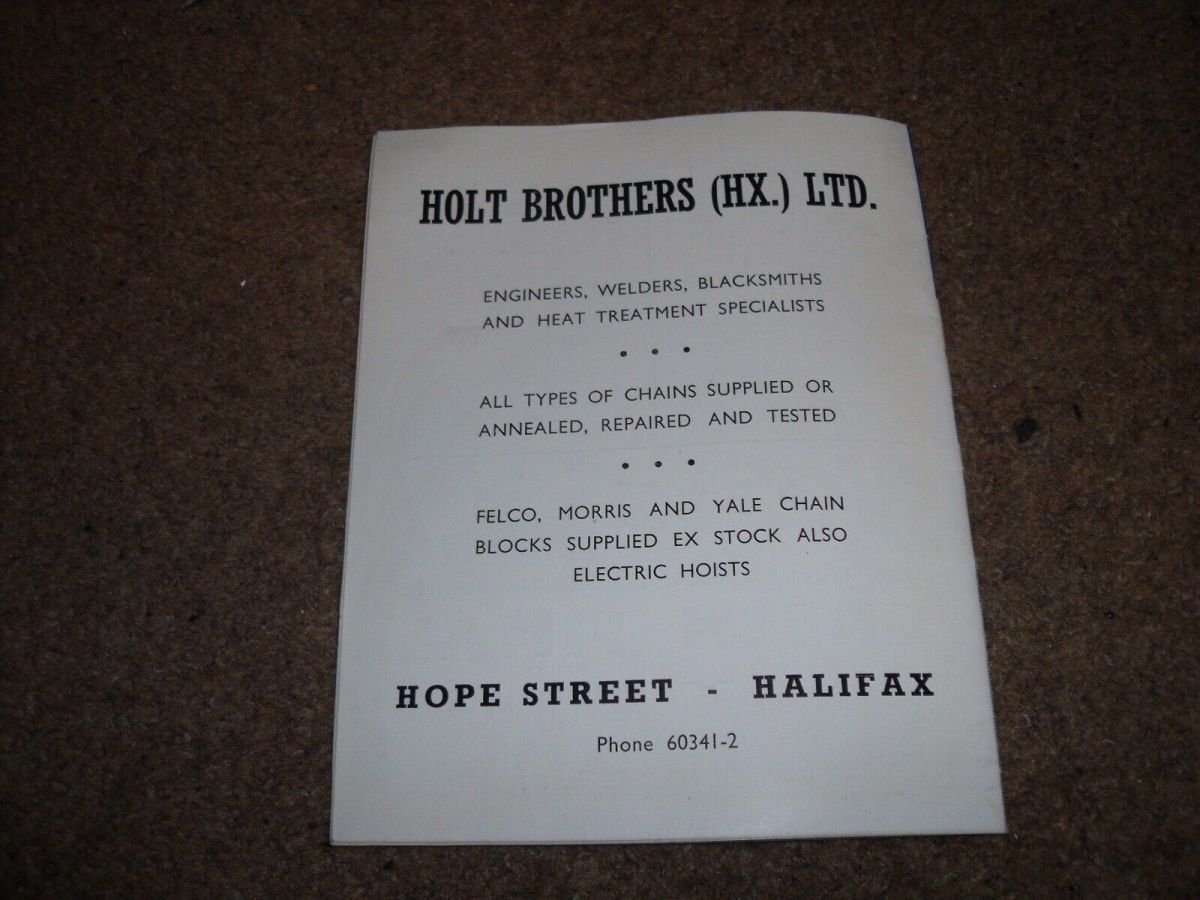 HOLT BROTHERS (HX.) LTD.
ENGINEERS, WELDERS, BLACKSMITHS
AND HEAT TREATMENT SPECIALISTS
• • •
ALL TYPES OF CHAINS SUPPLIED OR
ANNEALED, REPAIRED AND TESTED
• • •
FELCO, MORRIS AND YALE CHAIN
BLOCKS SUPPLIED EX STOCK ALSO
ELECTRIC HOISTS
HOPE STREET - HALIFAX
Phone 60341-2